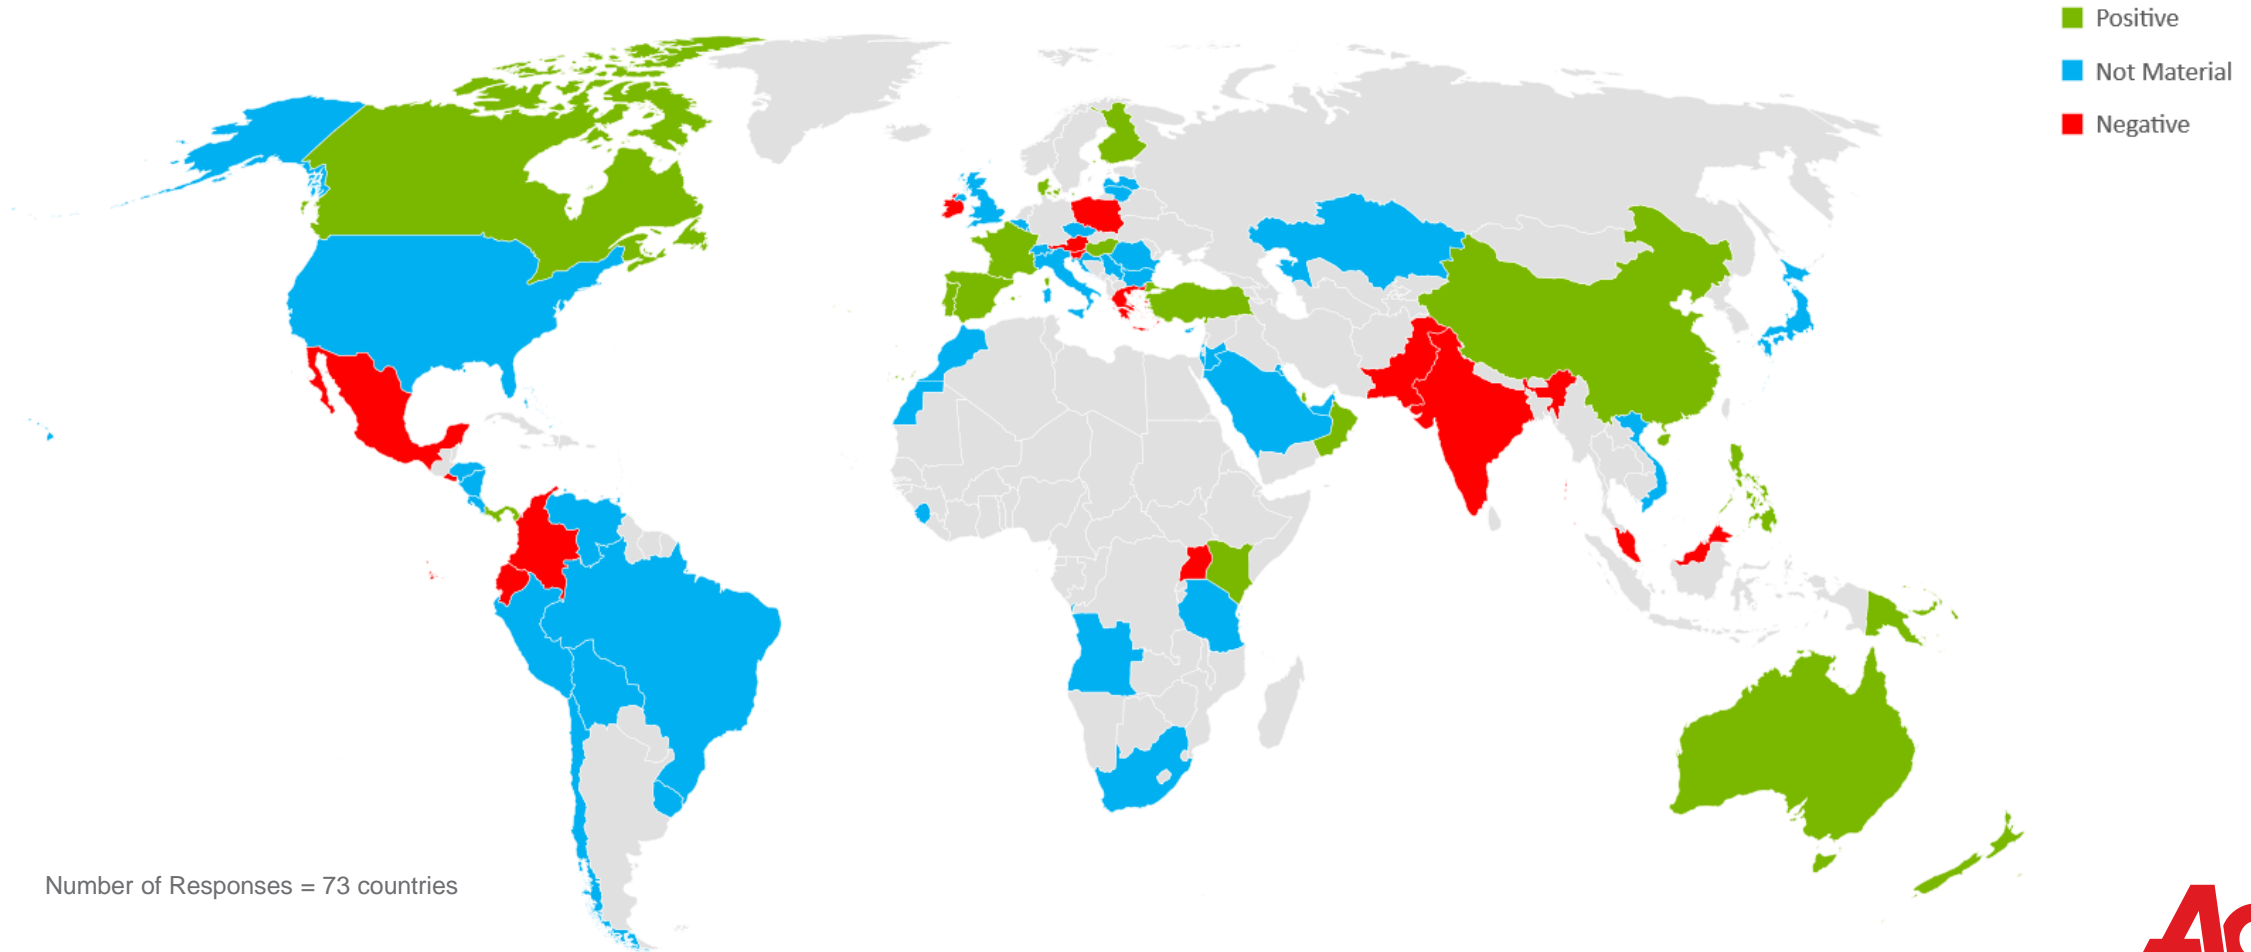 Positive
Not Material
Negative
Number of Responses = 73 countries